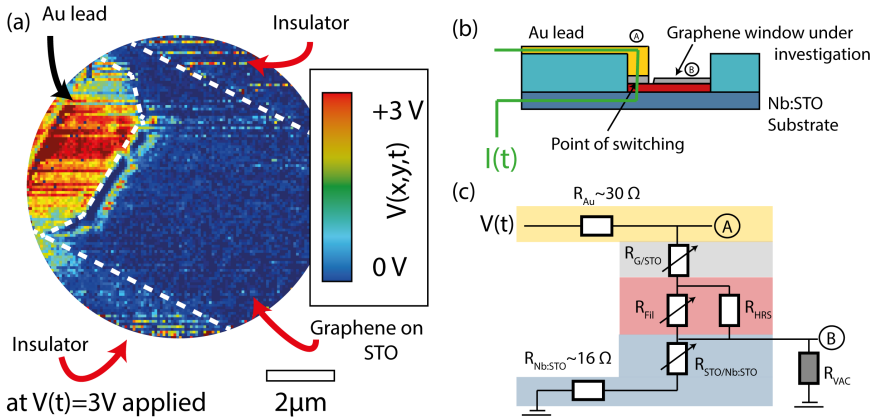 (a)
Au lead
Insulator
+3 V
V(x,y,t)
0 V
Graphene on
STO
Insulator
at V(t)=3V applied
2μm
(b)
Au lead
A
Graphene window under
investigation
B
Nb:STO
Substrate
Point of switching
I(t)
(c)
R_Au~30 Ω
V(t)
A
R_G/STO
R_Fil
R_HRS
B
R_Nb:STO~16 Ω
R_STO/Nb:STO
R_VAC